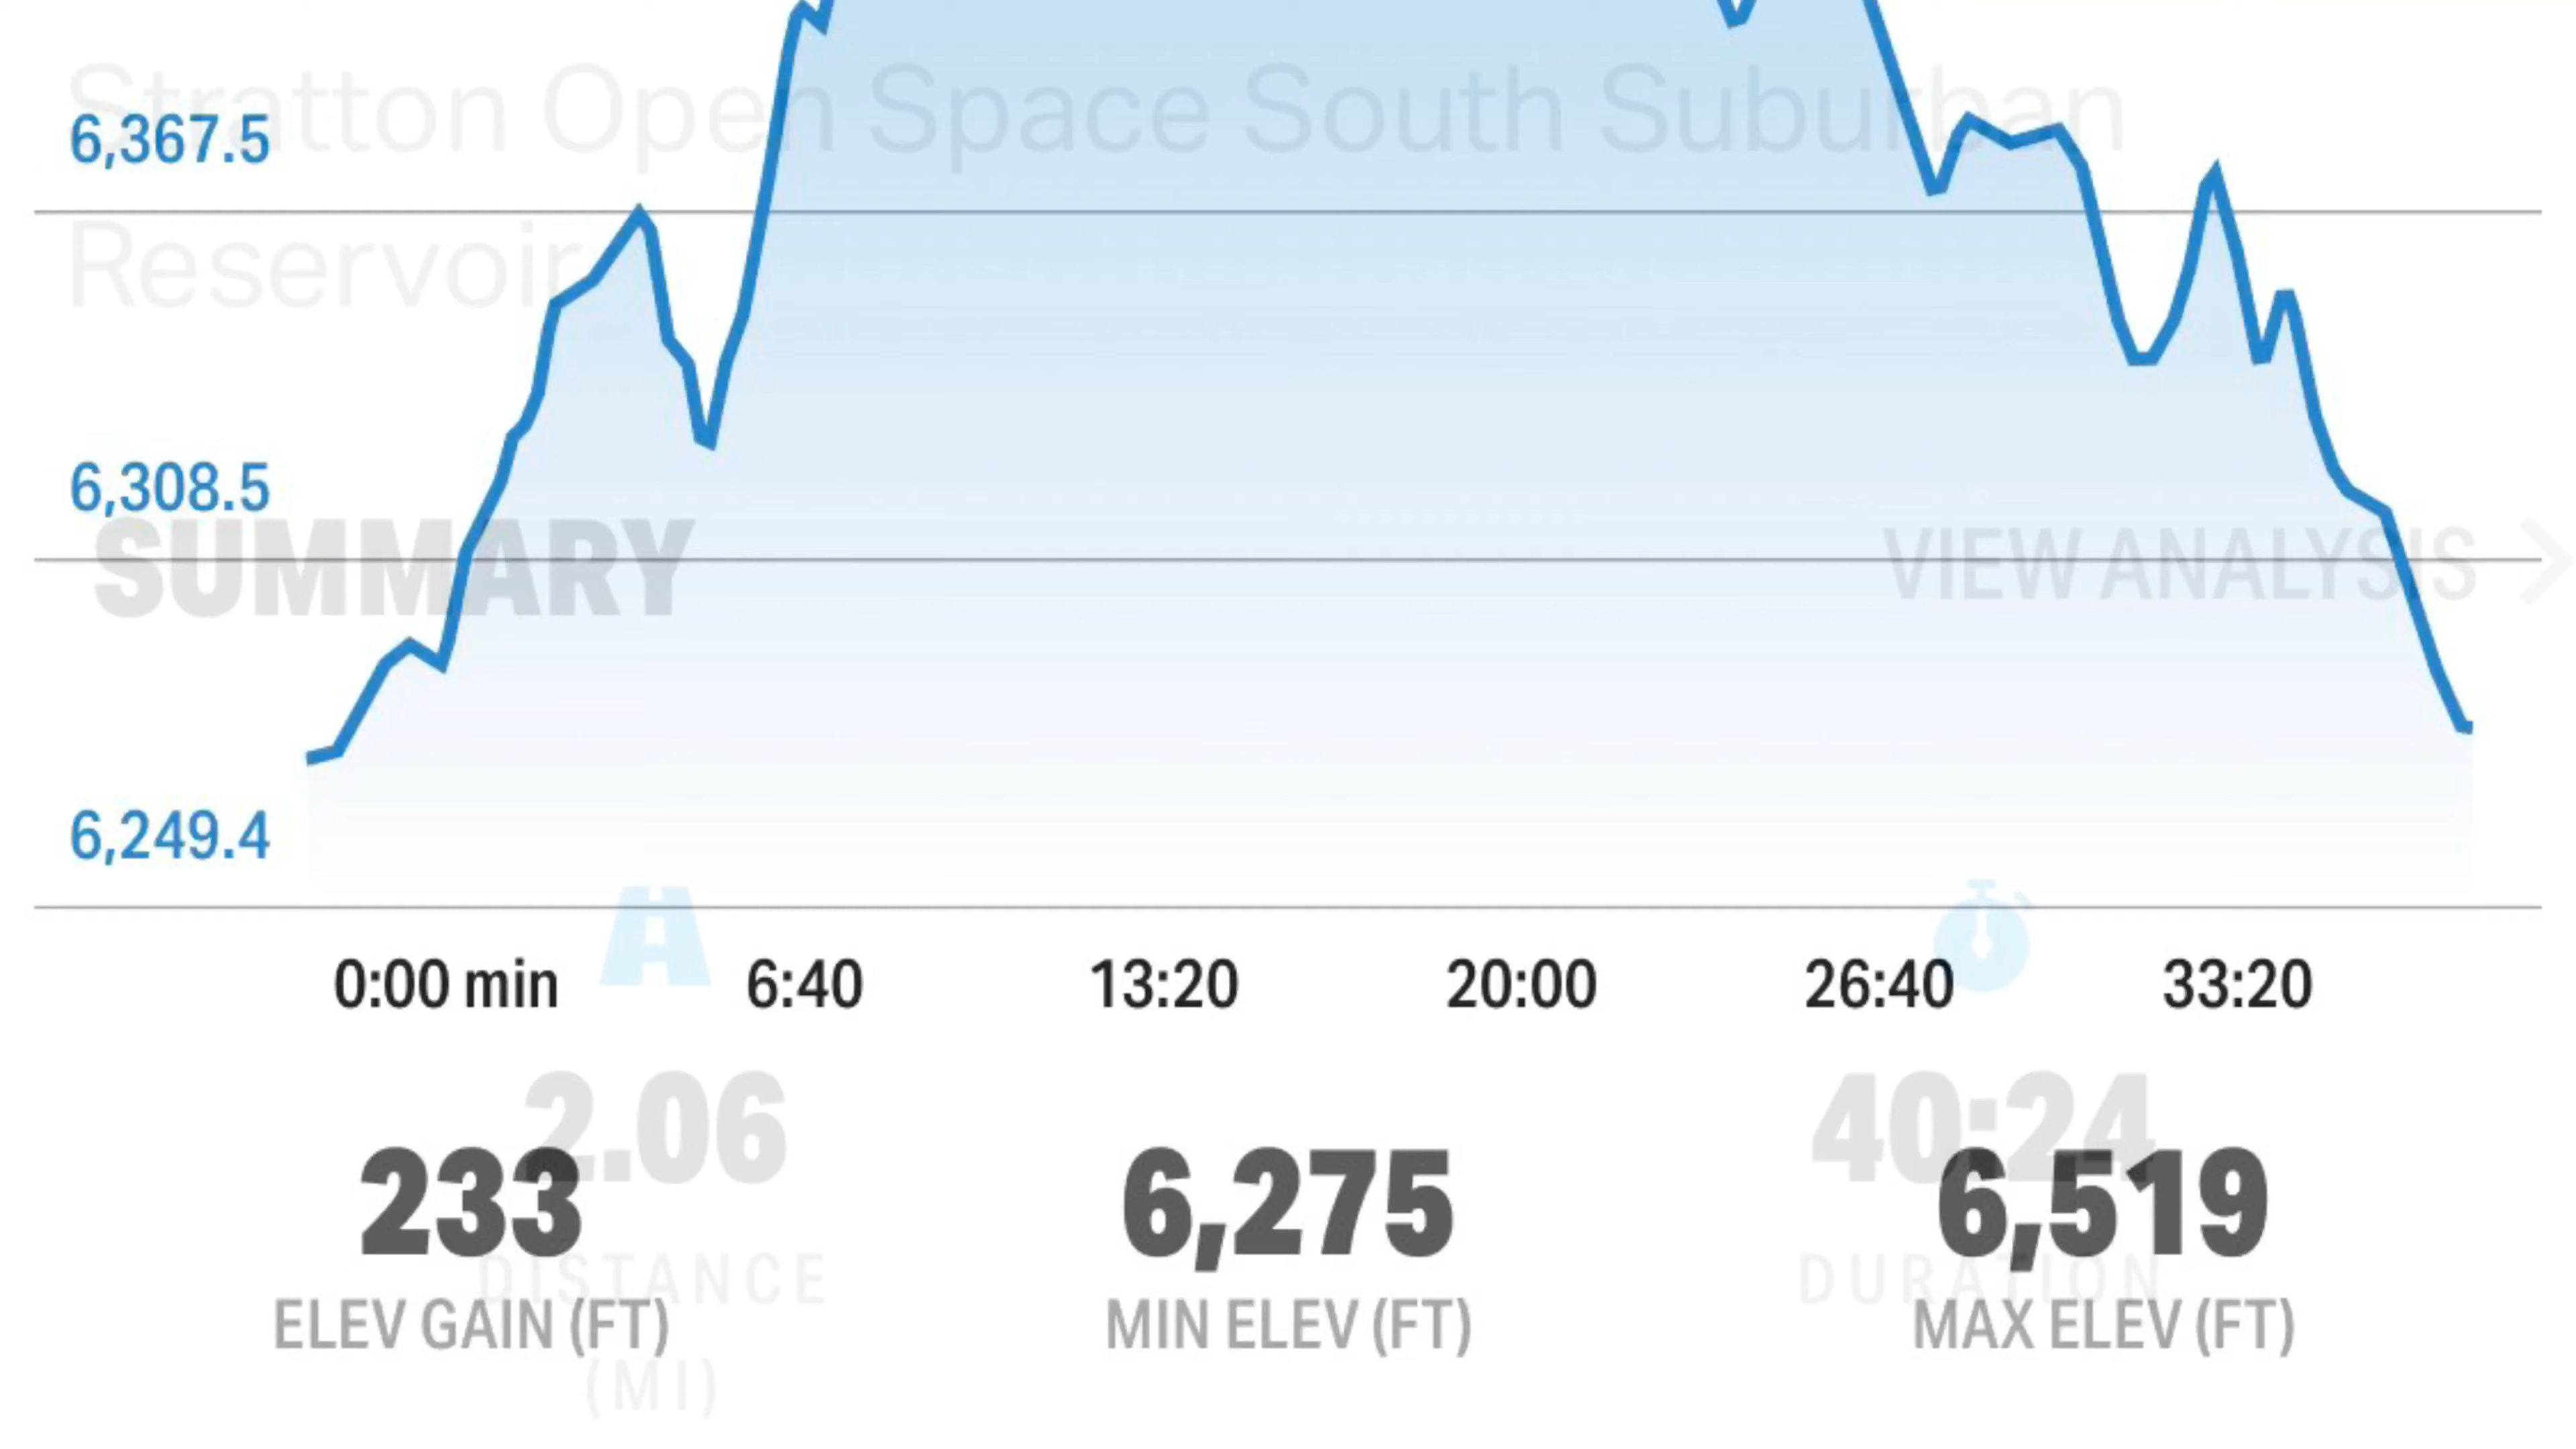 Stratton Open Space South Suburban
6,367.5
Reservoir
6,308.5
SUMMARY VIEW ANALYSIS
6,249.4
0:00 min 6:40 13:20 20:00 26:40 33:20
2.06 40:24
233 6,275 6,519
DISTANCE DURATION
ELEV GAIN (FT) MIN ELEV (FT) MAX ELEV (FT)
(MI)